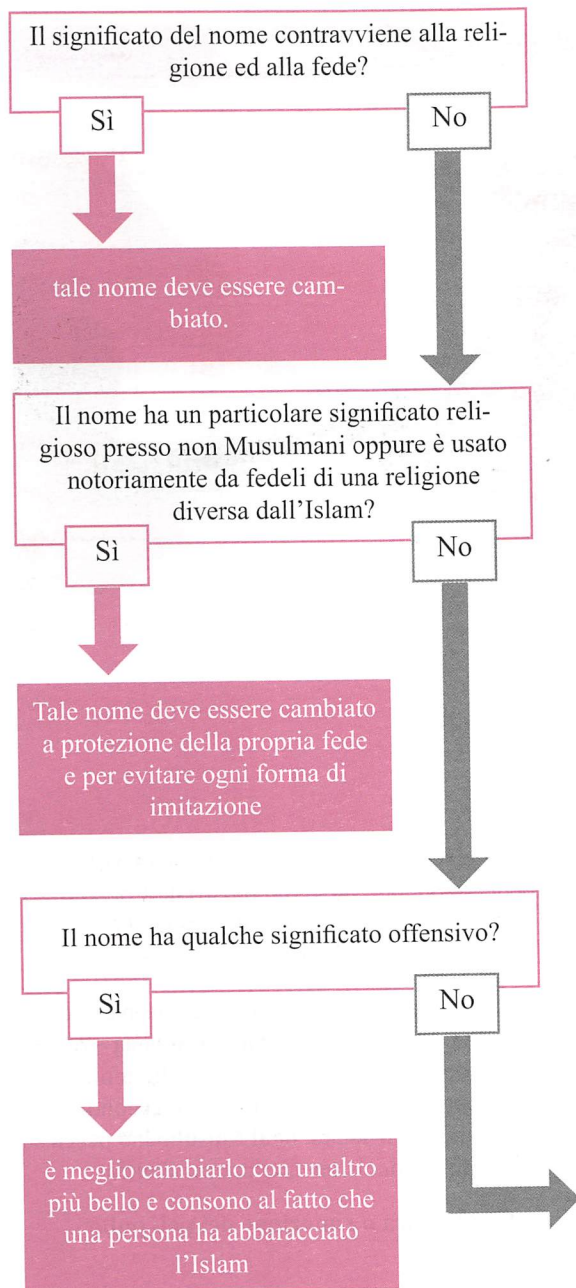 Il significato del nome contravviene alla reli-
gione ed alla fede?
Sì
No
tale nome deve essere cam-
biato.
Il nome ha un particolare significato reli-
gioso presso non Musulmani oppure è usato
notoriamente da fedeli di una religione
diversa dall'Islam?
Sì
No
Tale nome deve essere cambiato
a protezione della propria fede
e per evitare ogni forma di
imitazione
Il nome ha qualche significato offensivo?
Sì
No
è meglio cambiarlo con un altro
più bello e consono al fatto che
una persona ha abbaracciato
l'Islam